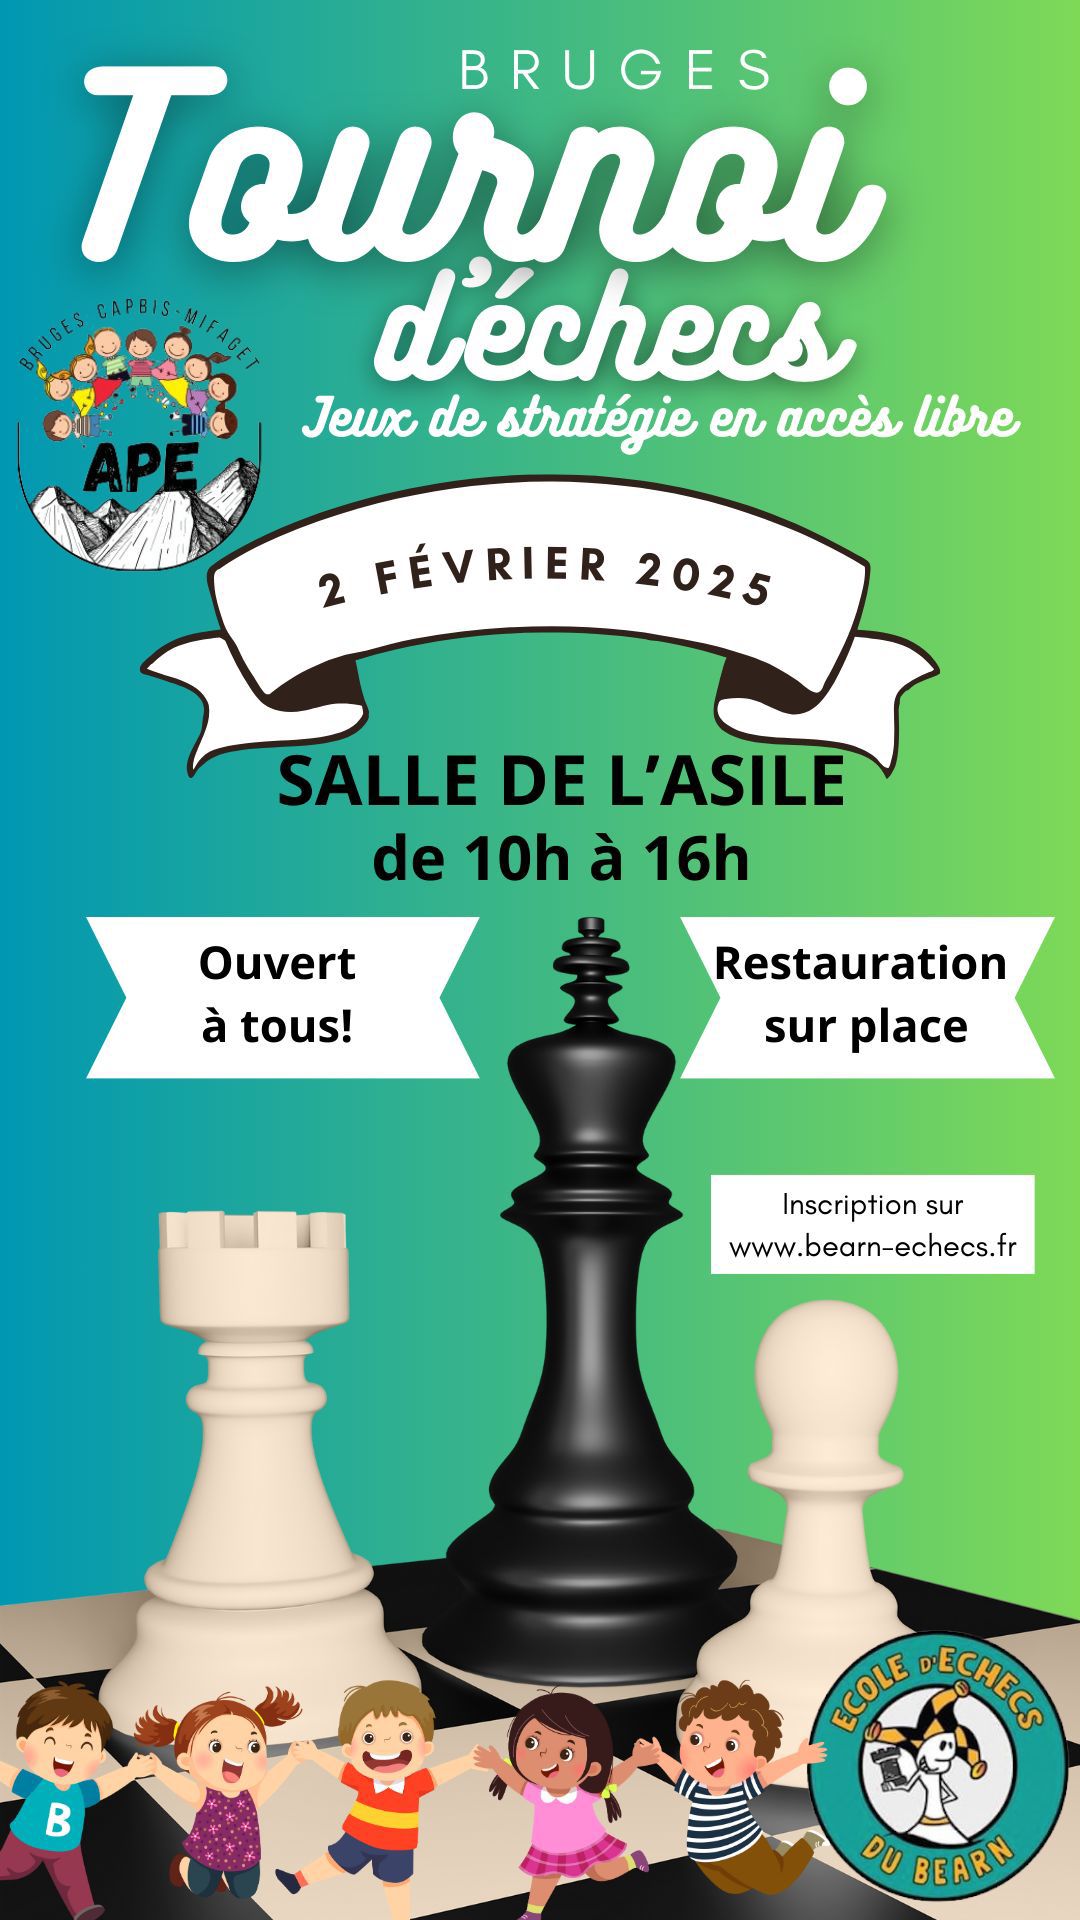 BRUGES
Tournoi
d'échecs
Jeux de stratégie en accès libre
BRUGES CAPBIS-MIFAGET
APE
2 FÉVRIER 2025
SALLE DE L'ASILE
de 10h à 16h
Ouvert
à tous!
Restauration
sur place
Inscription sur
www.bearn-echecs.fr
B
ECOLE D'ECHECS
DU BEARN